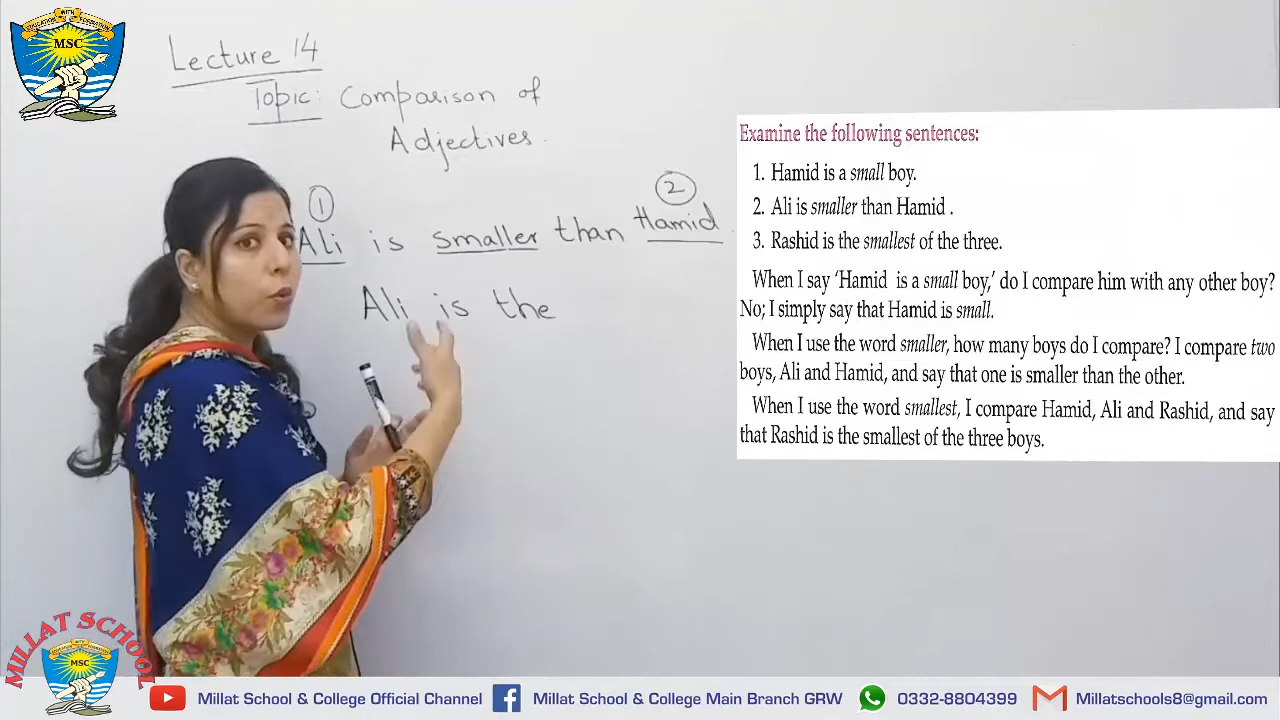 EDUCATION WITH FOUNDATION
MSC
Lecture 14
Topic: Comparison of
Adjectives.
1 2
Ali is smaller than Hamid.
Ali is the
Examine the following sentences:
1. Hamid is a small boy.
2. Ali is smaller than Hamid .
3. Rashid is the smallest of the three.
When I say ‘Hamid is a small boy,’ do I compare him with any other boy?
No; I simply say that Hamid is small.
When I use the word smaller, how many boys do I compare? I compare two
boys, Ali and Hamid, and say that one is smaller than the other.
When I use the word smallest, I compare Hamid, Ali and Rashid, and say
that Rashid is the smallest of the three boys.
MILLAT SCHOOL
MSC
Millat School & College Official Channel
Millat School & College Main Branch GRW
0332-8804399
Millatschools8@gmail.com